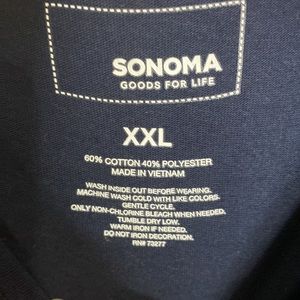 SONOMA
GOODS FOR LIFE
XXL
60% COTTON 40% POLYESTER
MADE IN VIETNAM
WASH INSIDE OUT BEFORE WEARING.
MACHINE WASH COLD WITH LIKE COLORS.
GENTLE CYCLE.
ONLY NON-CHLORINE BLEACH WHEN NEEDED.
TUMBLE DRY LOW.
WARM IRON IF NEEDED.
DO NOT IRON DECORATION.
RN# 73277